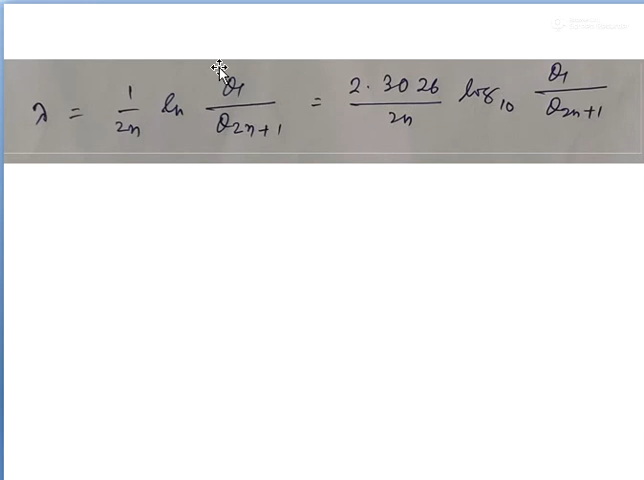 λ = 1/2n ln θ₁/θ₂ₙ₊₁ = 2.3026/2n log₁₀ θ₁/θ₂ₙ₊₁